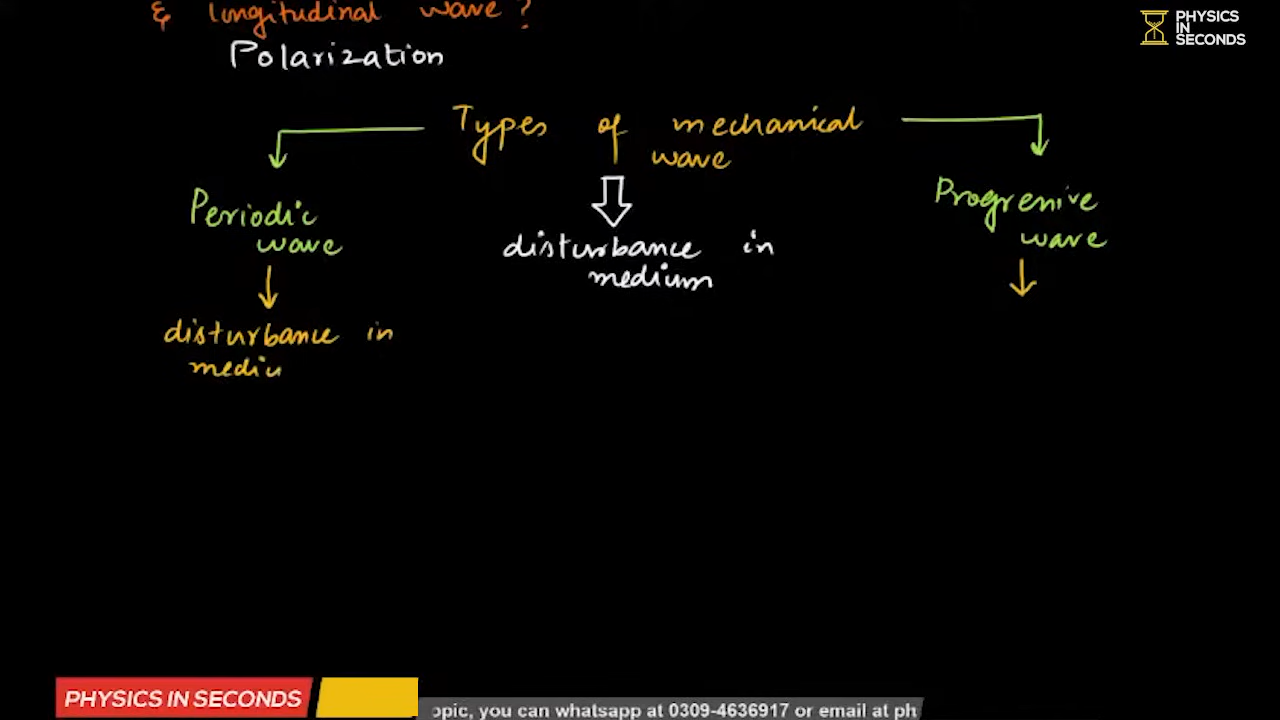 & longitudinal wave?
PHYSICS
IN
SECONDS
Polarization
Types of mechanical
wave
Periodic
wave
disturbance in
medium
Progressive
wave
disturbance in
mediu
PHYSICS IN SECONDS
opic, you can whatsapp at 0309-4636917 or email at ph